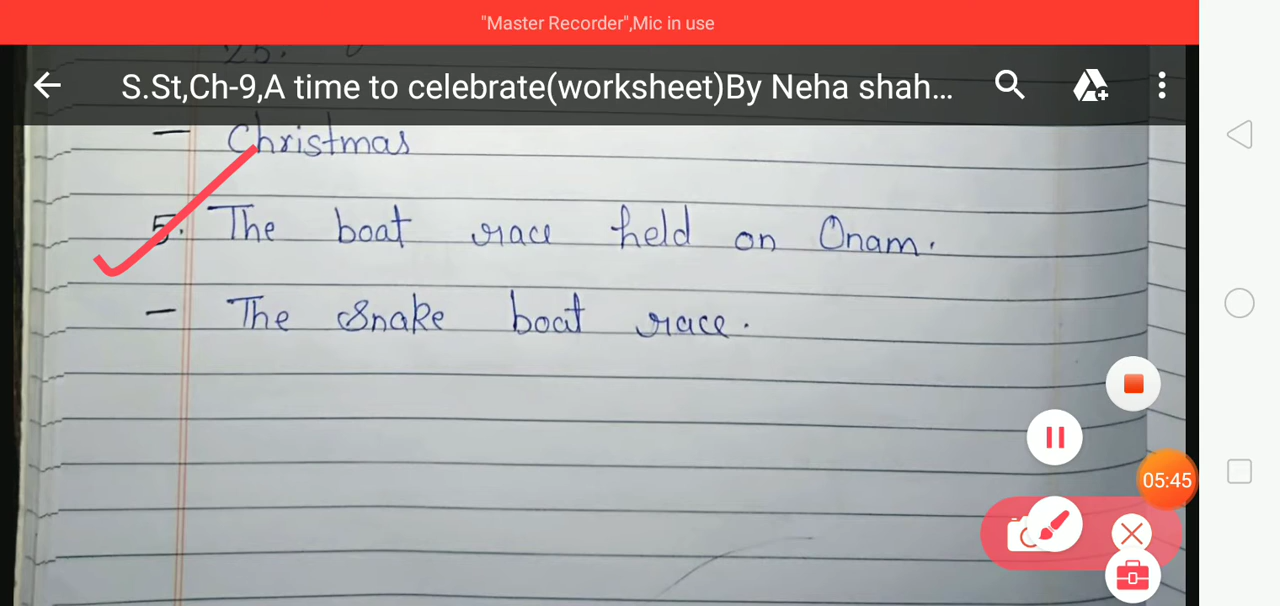 "Master Recorder",Mic in use
25.
S.St,Ch-9,A time to celebrate(worksheet)By Neha shah...
— Christmas
5. The boat race held on Onam.
— The Snake boat race.
05:45